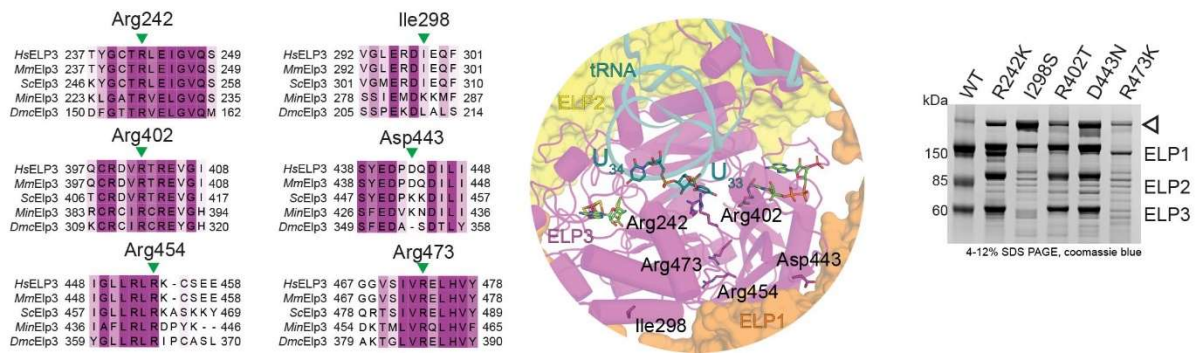 Arg242
HsELP3 237 TYGCTRLEIGVQS 249
MmElp3 237 TYGCTRLEIGVQS 249
ScElp3 246 KYGCTRLEIGVQS 258
MinElp3 223 KLGATRVELGVQS 235
DmcElp3 150 DFGTTRVEIGVQM 162
Ile298
HsELP3 292 VGLERDIEQF 301
MmElp3 292 VGLERDIEQF 301
ScElp3 301 VGMERDIEQF 310
MinElp3 278 SSIEMDKKMF 287
DmcElp3 205 SSPEKDLALS 214
Arg402
HsELP3 397 QCRDVRTREVGI 408
MmElp3 397 QCRDVRTREVGI 408
ScElp3 406 TCRDVRTREVGI 417
MinElp3 383 RCRCIRCREVGH 394
DmcElp3 309 KCRCIRCREYGH 320
Asp443
HsELP3 438 SYEDPDQDILI 448
MmElp3 438 SYEDPDQDILI 448
ScElp3 447 SYEDPKKDILI 457
MinElp3 426 SFEDVKNDILI 436
DmcElp3 349 SYEDA-SDTLY 358
Arg454
HsELP3 448 IGLLRLRK-CSEE 458
MmElp3 448 IGLLRLRK-CSEE 458
ScElp3 457 IGLLRLRKASKKY 469
MinElp3 436 IAFLRLRDPYK-- 446
DmcElp3 359 YGLLRLRIPCASL 370
Arg473
HsELP3 467 GGVSIVRELHVY 478
MmElp3 467 GGVSIVRELHVY 478
ScElp3 478 QRTSIVRELHVY 489
MinElp3 454 DKTMLVRQLHVF 465
DmcElp3 379 AKTGLVRELHVY 390
tRNA
ELP2
U34
U33
Arg242
Arg402
ELP3
Arg473
Asp443
Arg454
Ile298
ELP1
WT R242K I298S R402T D443N R473K
kDa
150 ELP1
85 ELP2
60 ELP3
4-12% SDS PAGE, coomassie blue